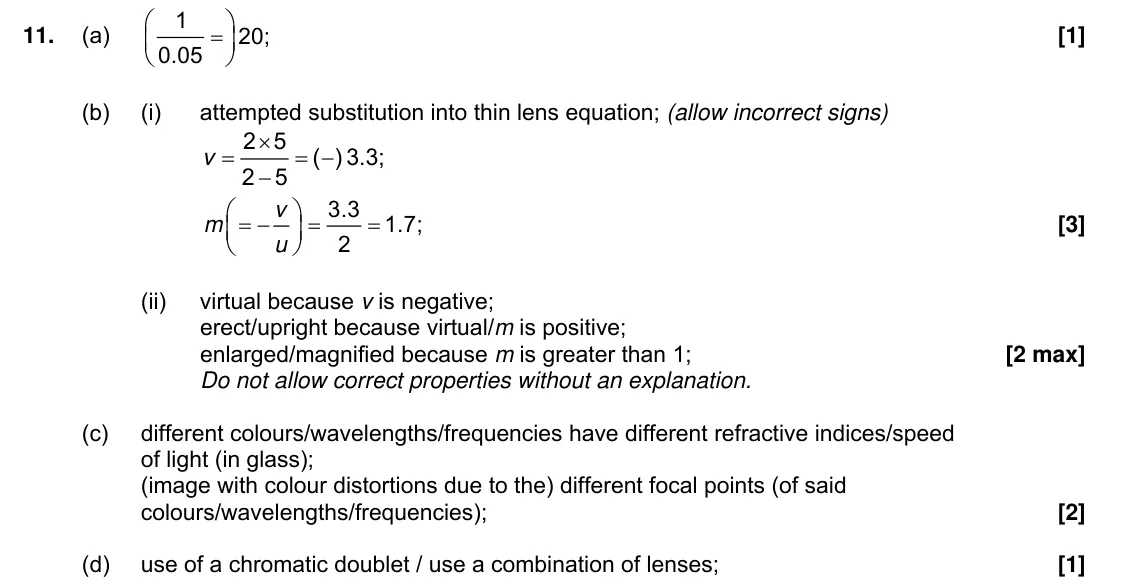 11. (a) (1/0.05 =) 20; [1]
(b) (i) attempted substitution into thin lens equation; (allow incorrect signs)
v = 2×5/2−5 = (−) 3.3;
m(= −v/u) = 3.3/2 = 1.7; [3]
(ii) virtual because v is negative;
erect/upright because virtual/m is positive;
enlarged/magnified because m is greater than 1; [2 max]
Do not allow correct properties without an explanation.
(c) different colours/wavelengths/frequencies have different refractive indices/speed
of light (in glass);
(image with colour distortions due to the) different focal points (of said
colours/wavelengths/frequencies); [2]
(d) use of a chromatic doublet / use a combination of lenses; [1]